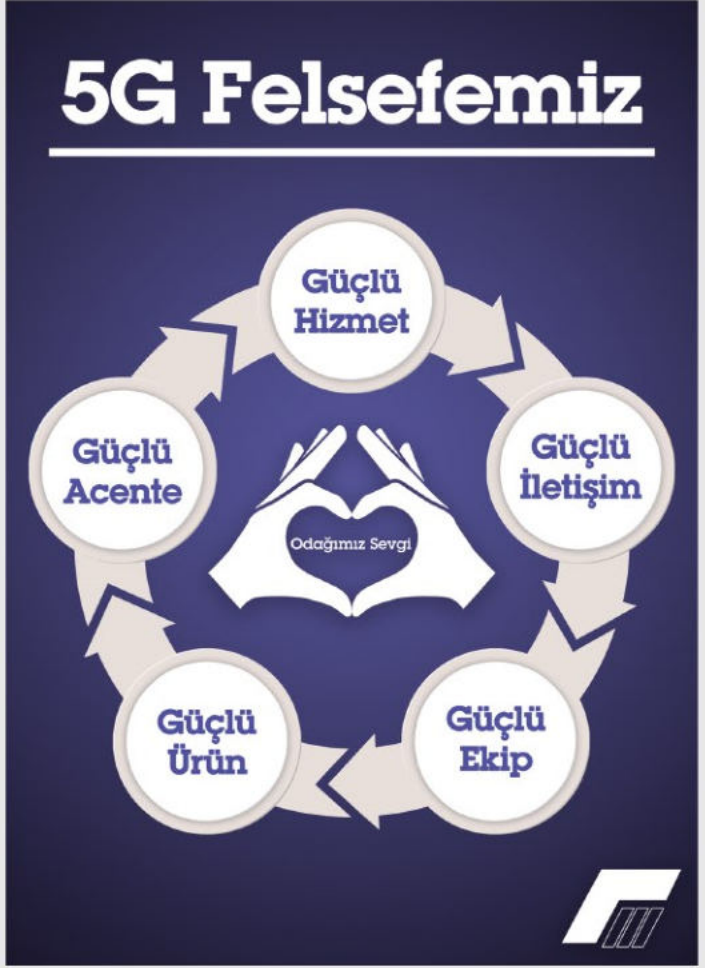 5G Felsefemiz
Güçlü
Hizmet
Güçlü
İletişim
Güçlü
Ekip
Güçlü
Ürün
Güçlü
Acente
Odağımız Sevgi